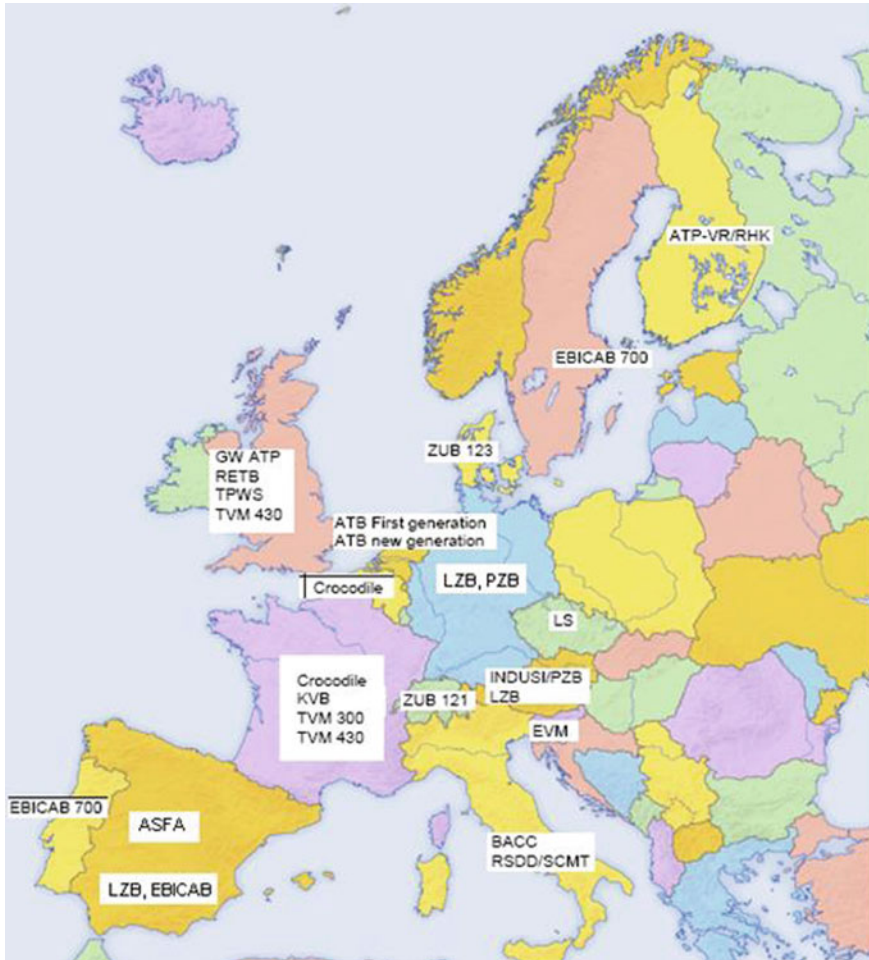 ATP-VR/RHK
EBICAB 700
ZUB 123
GW ATP
RETB
TPWS
TVM 430
ATB First generation
ATB new generation
Crocodile
LZB, PZB
LS
Crocodile
KVB
TVM 300
TVM 430
ZUB 121
INDUSI/PZB
LZB
EVM
EBICAB 700
ASFA
LZB, EBICAB
BACC
RSDD/SCMT